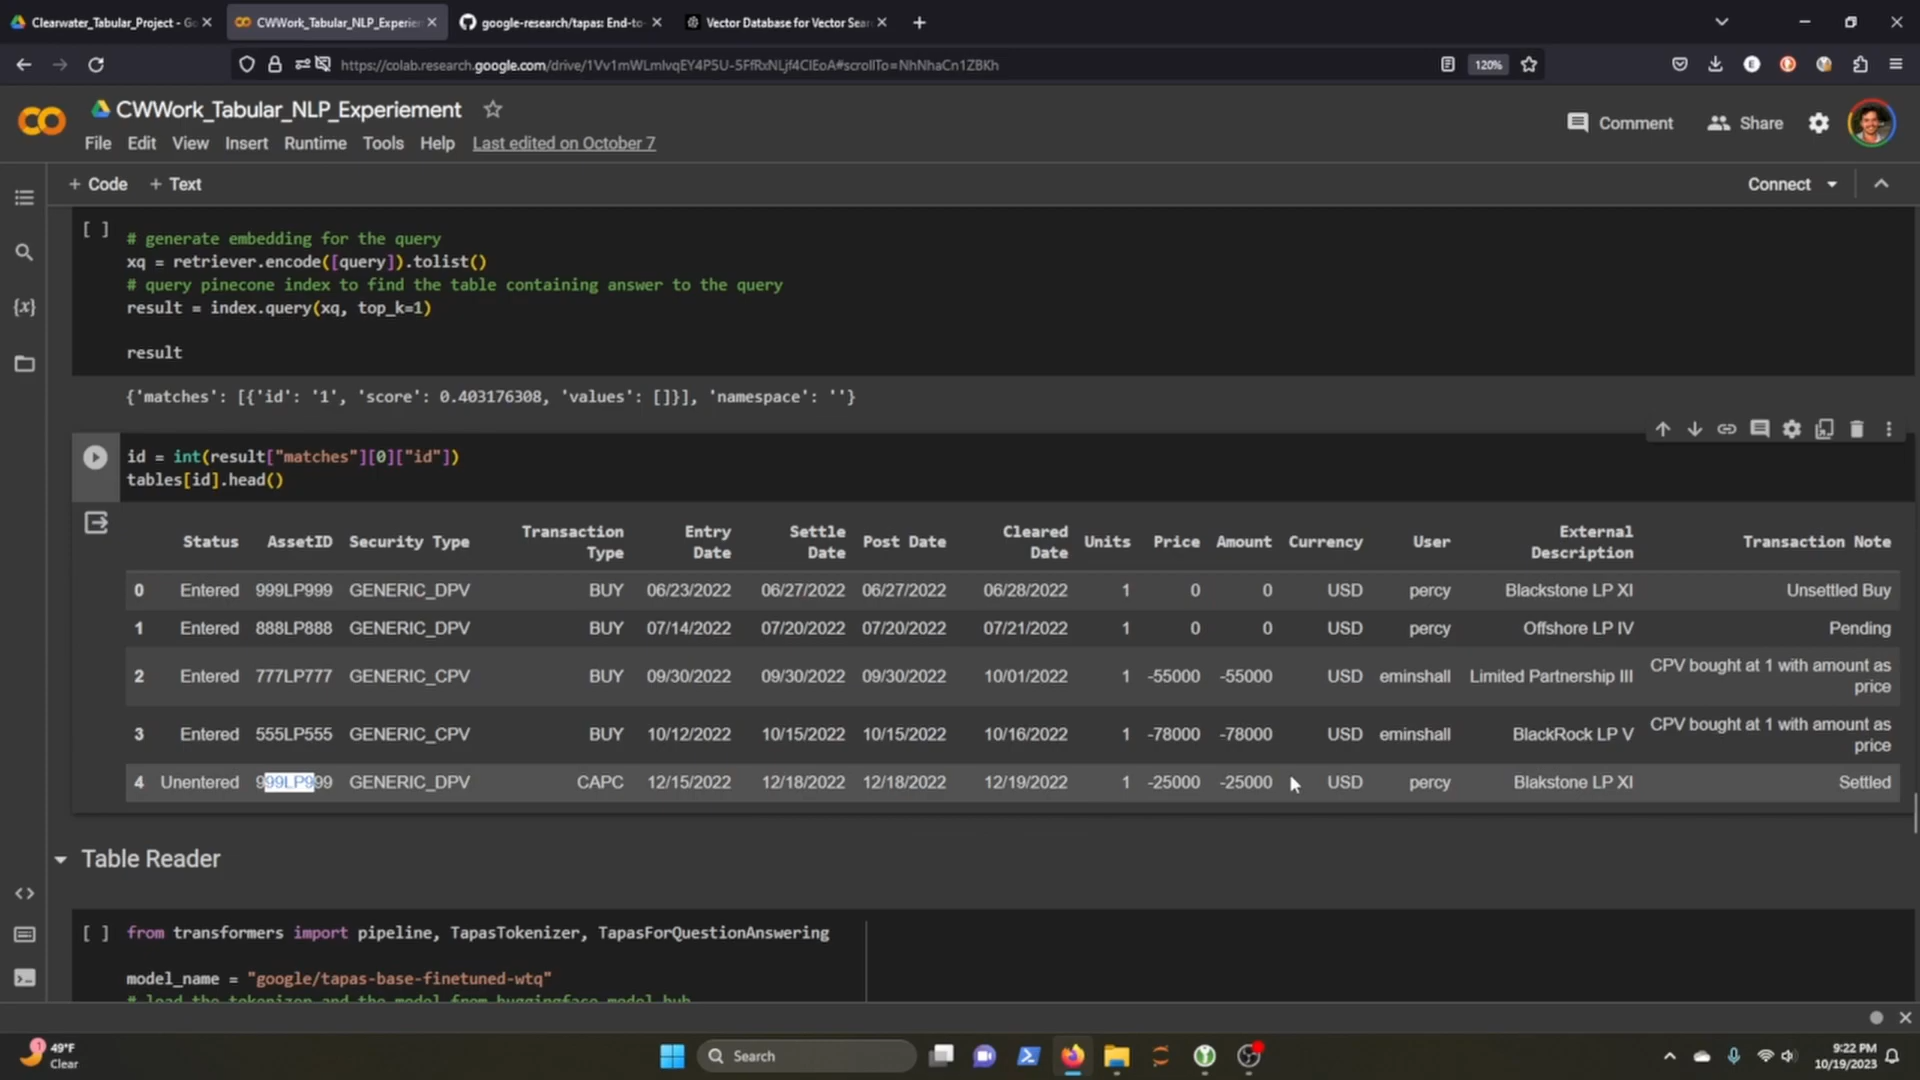 Clearwater_Tabular_Project - Go
CWWork_Tabular_NLP_Experie
google-research/tapas: End-to-
Vector Database for Vector Sear
https://colab.research.google.com/drive/1Vv1mWLmlvqEY4P5U-5FfRxNLjf4ClEoA#scrollTo=NhNhaCn1ZBKh
120%
CWWork_Tabular_NLP_Experiement
File Edit View Insert Runtime Tools Help Last edited on October 7
Comment Share
+ Code + Text
Connect
[ ] # generate embedding for the query
xq = retriever.encode([query]).tolist()
# query pinecone index to find the table containing answer to the query
result = index.query(xq, top_k=1)
result
{'matches': [{'id': '1', 'score': 0.403176308, 'values': []}], 'namespace': ''}
id = int(result["matches"][0]["id"])
tables[id].head()
Status AssetID Security Type Transaction Type Entry Date Settle Date Post Date Cleared Date Units Price Amount Currency User External Description Transaction Note
0 Entered 999LP999 GENERIC_DPV BUY 06/23/2022 06/27/2022 06/27/2022 06/28/2022 1 0 0 USD percy Blackstone LP XI Unsettled Buy
1 Entered 888LP888 GENERIC_DPV BUY 07/14/2022 07/20/2022 07/20/2022 07/21/2022 1 0 0 USD percy Offshore LP IV Pending
2 Entered 777LP777 GENERIC_CPV BUY 09/30/2022 09/30/2022 09/30/2022 10/01/2022 1 -55000 -55000 USD eminshall Limited Partnership III CPV bought at 1 with amount as price
3 Entered 555LP555 GENERIC_CPV BUY 10/12/2022 10/15/2022 10/15/2022 10/16/2022 1 -78000 -78000 USD eminshall BlackRock LP V CPV bought at 1 with amount as price
4 Unentered 999LP999 GENERIC_DPV CAPC 12/15/2022 12/18/2022 12/18/2022 12/19/2022 1 -25000 -25000 USD percy Blakstone LP XI Settled
Table Reader
[ ] from transformers import pipeline, TapasTokenizer, TapasForQuestionAnswering
model_name = "google/tapas-base-finetuned-wtq"
# load the tokenizer and the model from huggingface model hub
1
49°F
Clear
Search
9:22 PM
10/19/2023